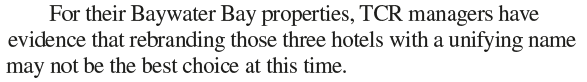 For their Baywater Bay properties, TCR managers have
evidence that rebranding those three hotels with a unifying name
may not be the best choice at this time.